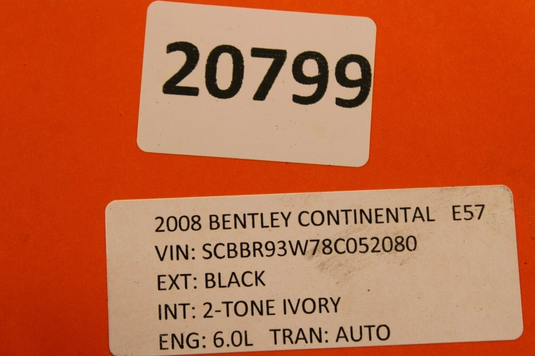 20799
2008 BENTLEY CONTINENTAL E57
VIN: SCBBR93W78C052080
EXT: BLACK
INT: 2-TONE IVORY
ENG: 6.0L TRAN: AUTO